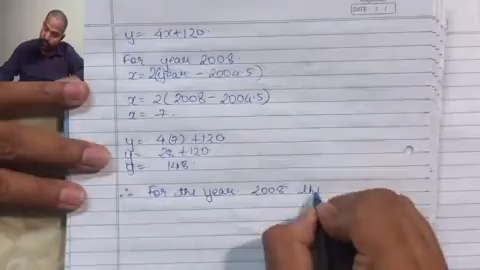 DATE : :
y = 4x+120.
For year 2008.
x = 2(year - 2004.5)
x = 2(2008 - 2004.5)
x = 7.
y = 4(7) +120
y = 28 +120
y = 148.
∴ For the year 2008 the